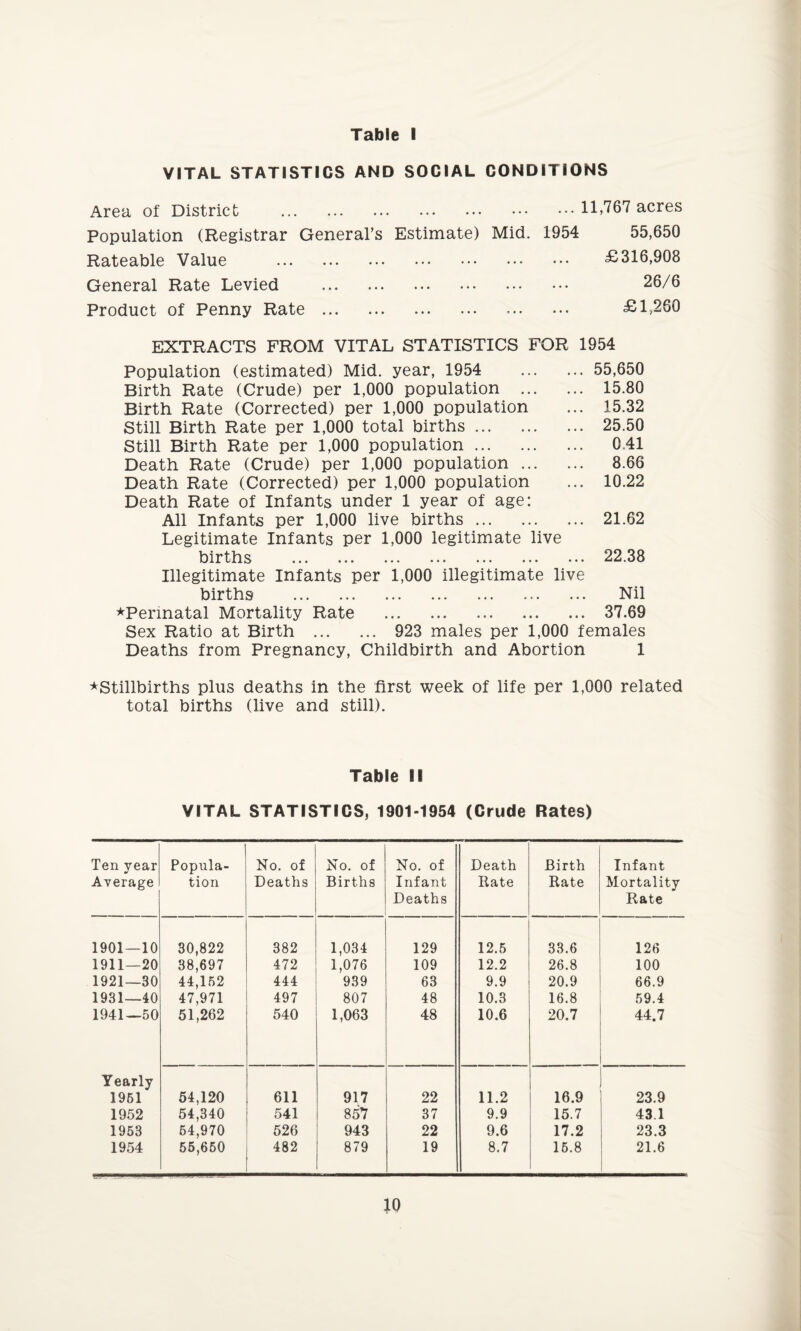 Table I
VITAL STATISTICS AND SOCIAL CONDITIONS
Area of District ... ... ... ... ... ... ... ... 11,767 acres
Population (Registrar General's Estimate) Mid. 1954 55,650
Rateable Value ... ... ... ... ... ... ... ... £316,908
General Rate Levied ... ... ... ... ... ... 26/6
Product of Penny Rate ... ... ... ... ... ... £1,260
EXTRACTS FROM VITAL STATISTICS FOR 1954
Population (estimated) Mid. year, 1954 ... ... 55,650
Birth Rate (Crude) per 1,000 population ... ... 15.80
Birth Rate (Corrected) per 1,000 population ... 15.32
Still Birth Rate per 1,000 total births ... ... ... 25.50
Still Birth Rate per 1,000 population ... ... ... 0.41
Death Rate (Crude) per 1,000 population ... ... 8.66
Death Rate (Corrected) per 1,000 population ... 10.22
Death Rate of Infants under 1 year of age:
All Infants per 1,000 live births ... ... ... 21.62
Legitimate Infants per 1,000 legitimate live
births ... ... ... ... ... ... ... ... 22.38
Illegitimate Infants per 1,000 illegitimate live
births ... ... ... ... ... ... ... ... Nil
*Perinatal Mortality Rate ... ... ... ... ... 37.69
Sex Ratio at Birth ... ... 923 males per 1,000 females
Deaths from Pregnancy, Childbirth and Abortion 1
*Stillbirths plus deaths in the first week of life per 1,000 related
total births (live and still).
Table II
VITAL STATISTICS, 1901-1954 (Crude Rates)
Ten year Popula- No. of No. of No. of Death Birth Infant
Average tion Deaths Births Infant Rate Rate Mortality
Deaths Rate
1901—10 30,822 382 1,034 129 12.5 33.6 126
1911—20 38,697 472 1,076 109 12.2 26.8 100
1921—30 44,152 444 939 63 9.9 20.9 66.9
1931—40 47,971 497 807 48 10.3 16.8 59.4
1941—50 51,262 540 1,063 48 10.6 20.7 44.7
Yearly
1951 54,120 611 917 22 11.2 16.9 23.9
1952 54,340 541 857 37 9.9 15.7 43.1
1953 54,970 526 943 22 9.6 17.2 23.3
1954 55,650 482 879 19 8.7 15.8 21.6
10